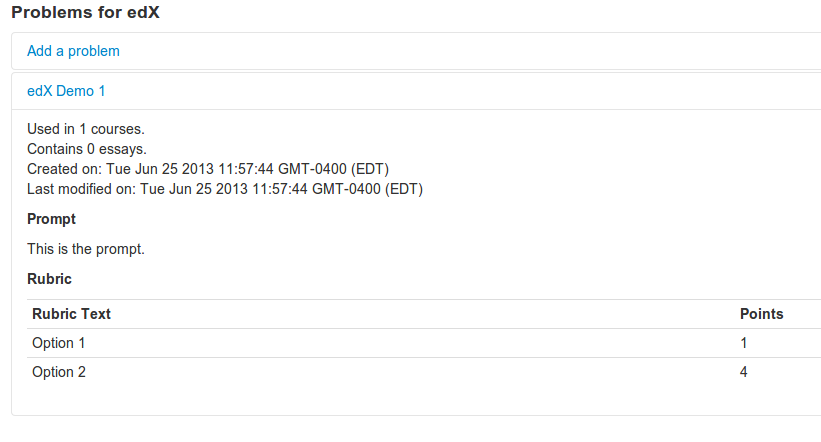 Problems for edX
Add a problem
edX Demo 1
Used in 1 courses.
Contains 0 essays.
Created on: Tue Jun 25 2013 11:57:44 GMT-0400 (EDT)
Last modified on: Tue Jun 25 2013 11:57:44 GMT-0400 (EDT)
Prompt
This is the prompt.
Rubric
Rubric Text Points
Option 1 1
Option 2 4